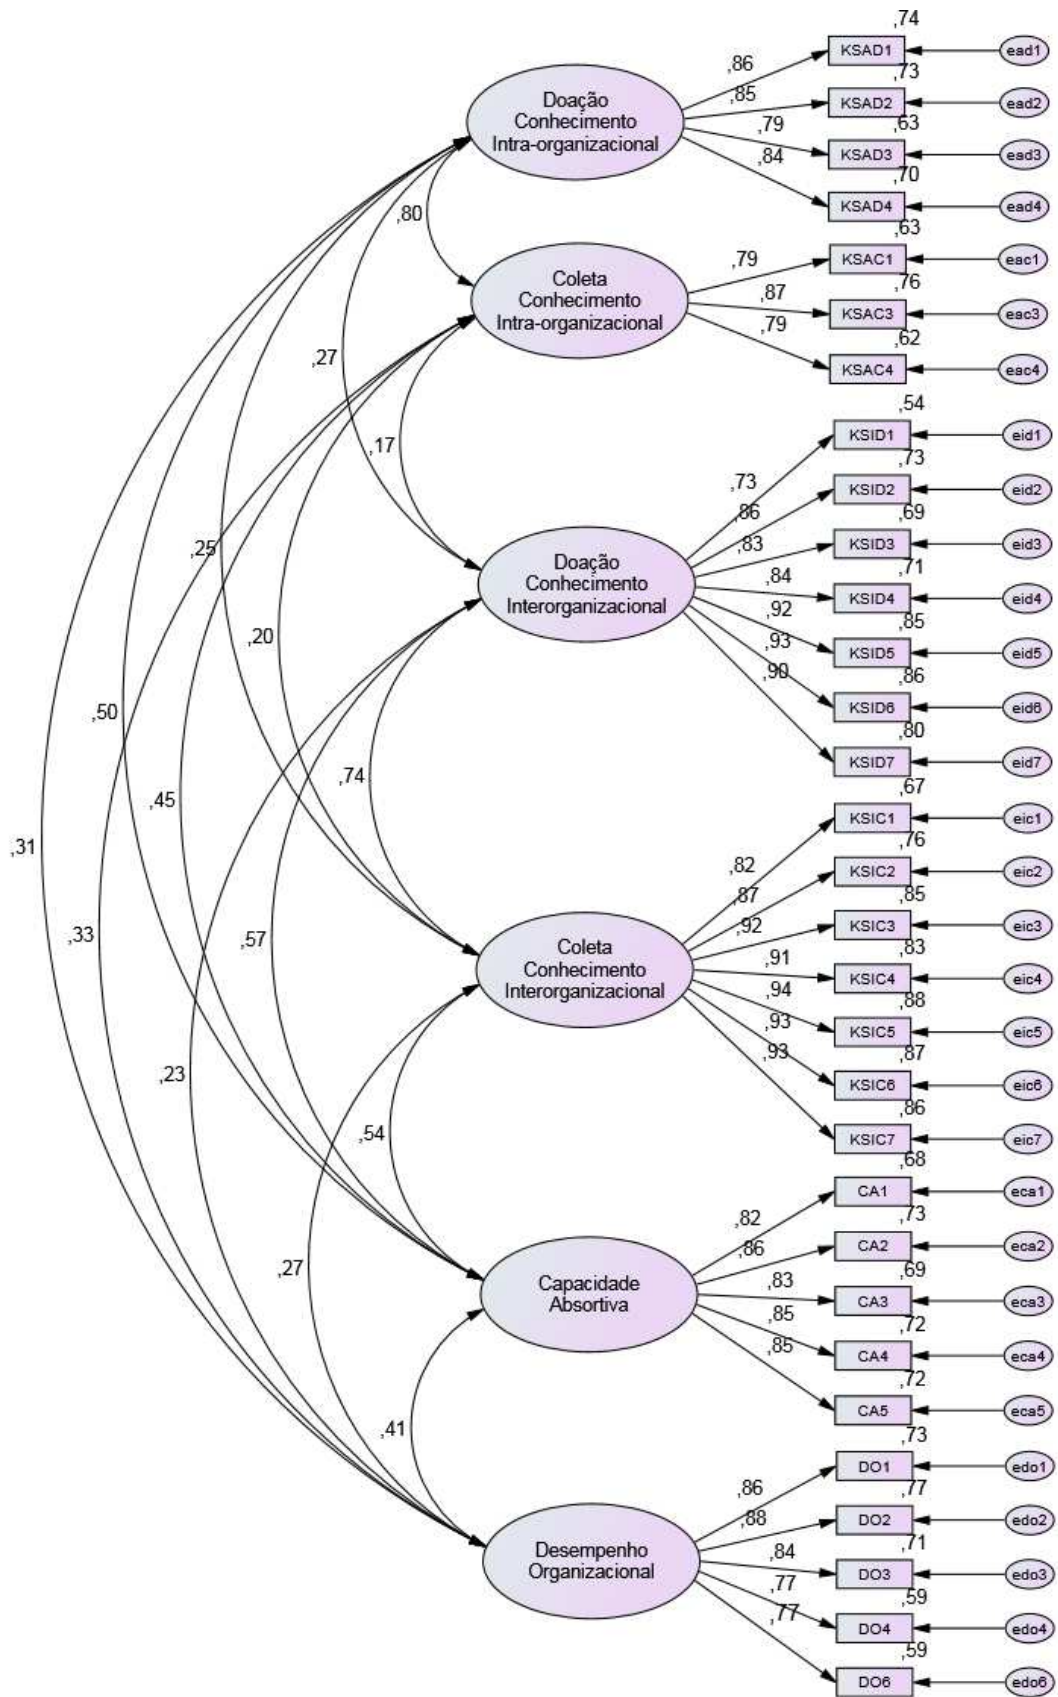 ,74
KSAD1
ead1
,86
,73
Doação
Conhecimento
Intra-organizacional
,85
KSAD2
ead2
,63
,79
KSAD3
ead3
,84
,70
KSAD4
ead4
,80
,63
,79
KSAC1
eac1
Coleta
Conhecimento
Intra-organizacional
,76
,87
KSAC3
eac3
,79
,62
KSAC4
eac4
,27
,17
,54
KSID1
eid1
,73
,73
KSID2
eid2
,86
,69
,83
KSID3
eid3
,25
Doação
Conhecimento
Interorganizacional
,71
,84
KSID4
eid4
,92
,85
KSID5
eid5
,20
,93
,86
,90
KSID6
eid6
,50
,80
KSID7
eid7
,74
,67
,45
KSIC1
eic1
,31
,76
,82
KSIC2
eic2
,87
,85
,92
KSIC3
eic3
,33
,57
Coleta
Conhecimento
Interorganizacional
,83
,91
KSIC4
eic4
,94
,88
KSIC5
eic5
,93
,87
,93
KSIC6
eic6
,23
,86
KSIC7
eic7
,54
,68
CA1
eca1
,82
,73
,86
CA2
eca2
,27
Capacidade
Absortiva
,69
,83
CA3
eca3
,85
,72
CA4
eca4
,85
,72
CA5
eca5
,41
,73
DO1
edo1
,86
,77
,88
DO2
edo2
Desempenho
Organizacional
,71
,84
DO3
edo3
,77
,59
,77
DO4
edo4
,59
DO6
edo6